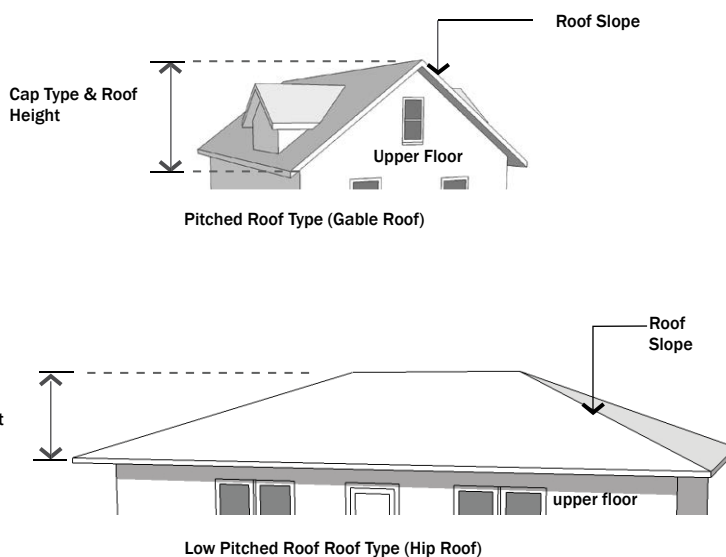 Roof Slope
Cap Type & Roof
Height
Upper Floor
Pitched Roof Type (Gable Roof)
Roof
Slope
upper floor
Low Pitched Roof Roof Type (Hip Roof)